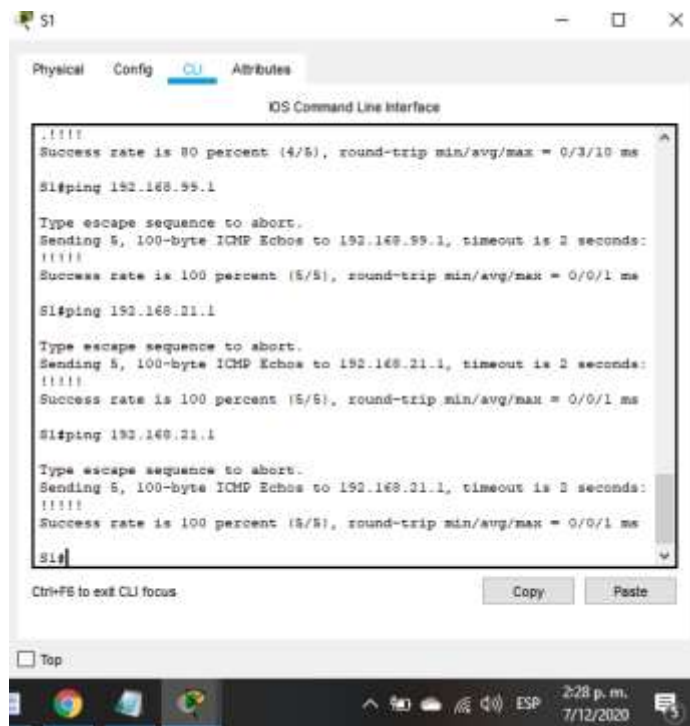 S1
Physical Config CLI Attributes
IOS Command Line Interface
.!!!!
Success rate is 80 percent (4/5), round-trip min/avg/max = 0/3/10 ms
S1#ping 192.168.99.1
Type escape sequence to abort.
Sending 5, 100-byte ICMP Echos to 192.168.99.1, timeout is 2 seconds:
!!!!!
Success rate is 100 percent (5/5), round-trip min/avg/max = 0/0/1 ms
S1#ping 192.168.21.1
Type escape sequence to abort.
Sending 5, 100-byte ICMP Echos to 192.168.21.1, timeout is 2 seconds:
!!!!!
Success rate is 100 percent (5/5), round-trip min/avg/max = 0/0/1 ms
S1#ping 192.168.21.1
Type escape sequence to abort.
Sending 5, 100-byte ICMP Echos to 192.168.21.1, timeout is 2 seconds:
!!!!!
Success rate is 100 percent (5/5), round-trip min/avg/max = 0/0/1 ms
S1#
Ctrl+F6 to exit CLI focus
Copy Paste
Top
ESP
2:28 p. m.
7/12/2020